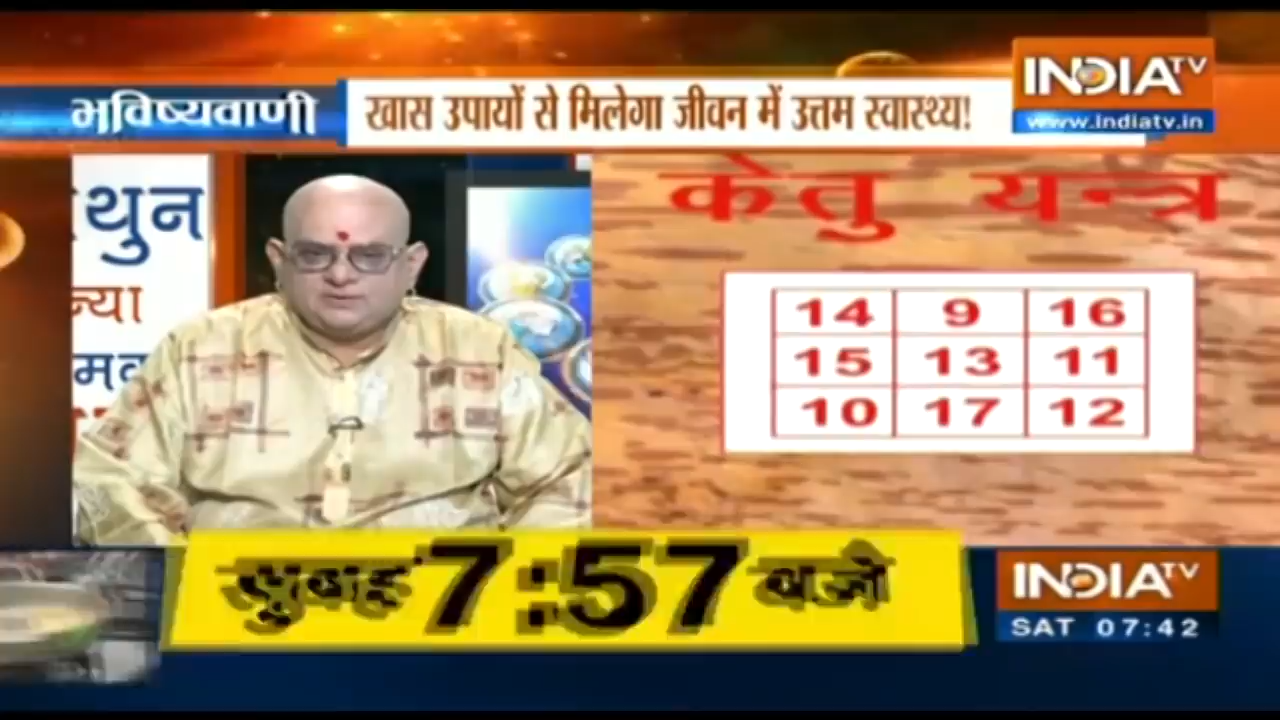 भविष्यवाणी
खास उपायों से मिलेगा जीवन में उत्तम स्वास्थ्य!
INDIA TV
www.indiatv.in
थुन
न्या
केतु यन्त्र
14 9 16
15 13 11
10 17 12
सुबह 7:57 बजे
INDIA TV
SAT 07:42